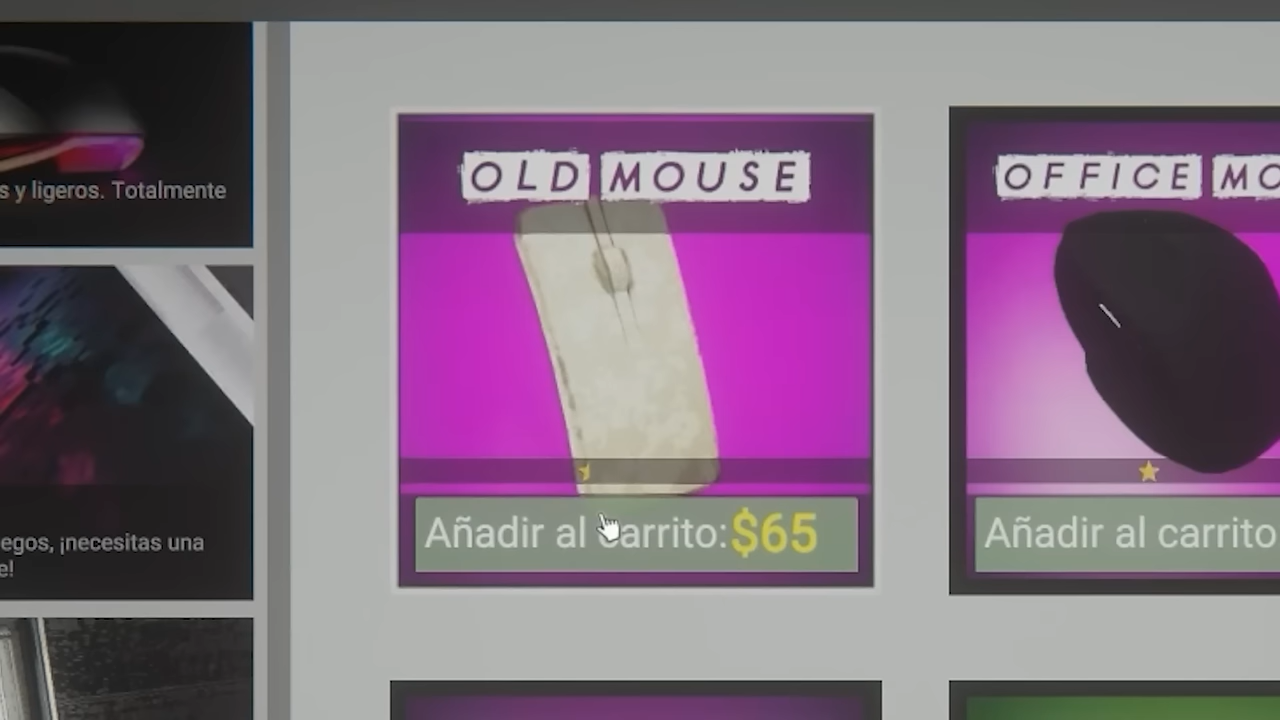 s y ligeros. Totalmente
egos, ¡necesitas una
e!
OLD MOUSE
Añadir al carrito: $65
OFFICE MO
Añadir al carrito